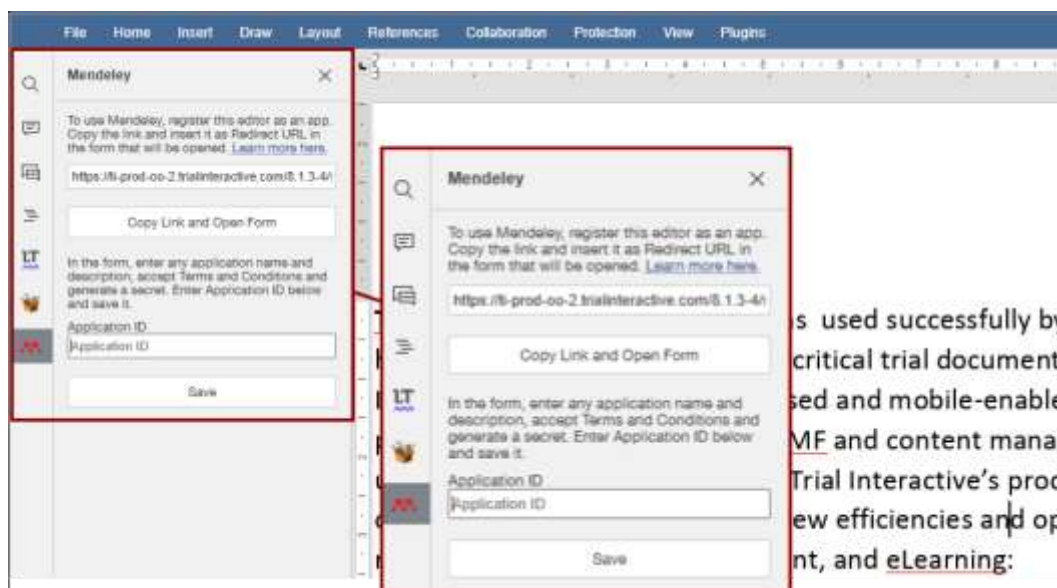 File Home Insert Draw Layout References Collaboration Protection View Plugins
Mendeley
To use Mendeley, register this editor as an app.
Copy the link and insert it as Redirect URL in
the form that will be opened. Learn more here.
https://ti-prod-oo-2.trialinteractive.com/8.1.3-4/
Copy Link and Open Form
In the form, enter any application name and
description, accept Terms and Conditions and
generate a secret. Enter Application ID below
and save it.
Application ID
Application ID
Save
LT
Mendeley
To use Mendeley, register this editor as an app.
Copy the link and insert it as Redirect URL in
the form that will be opened. Learn more here.
https://ti-prod-oo-2.trialinteractive.com/8.1.3-4/
Copy Link and Open Form
In the form, enter any application name and
description, accept Terms and Conditions and
generate a secret. Enter Application ID below
and save it.
Application ID
Application ID
Save
LT
used successfully by
critical trial document
sed and mobile-enable
MF and content mana
Trial Interactive's prod
ew efficiencies and op
nt, and eLearning: